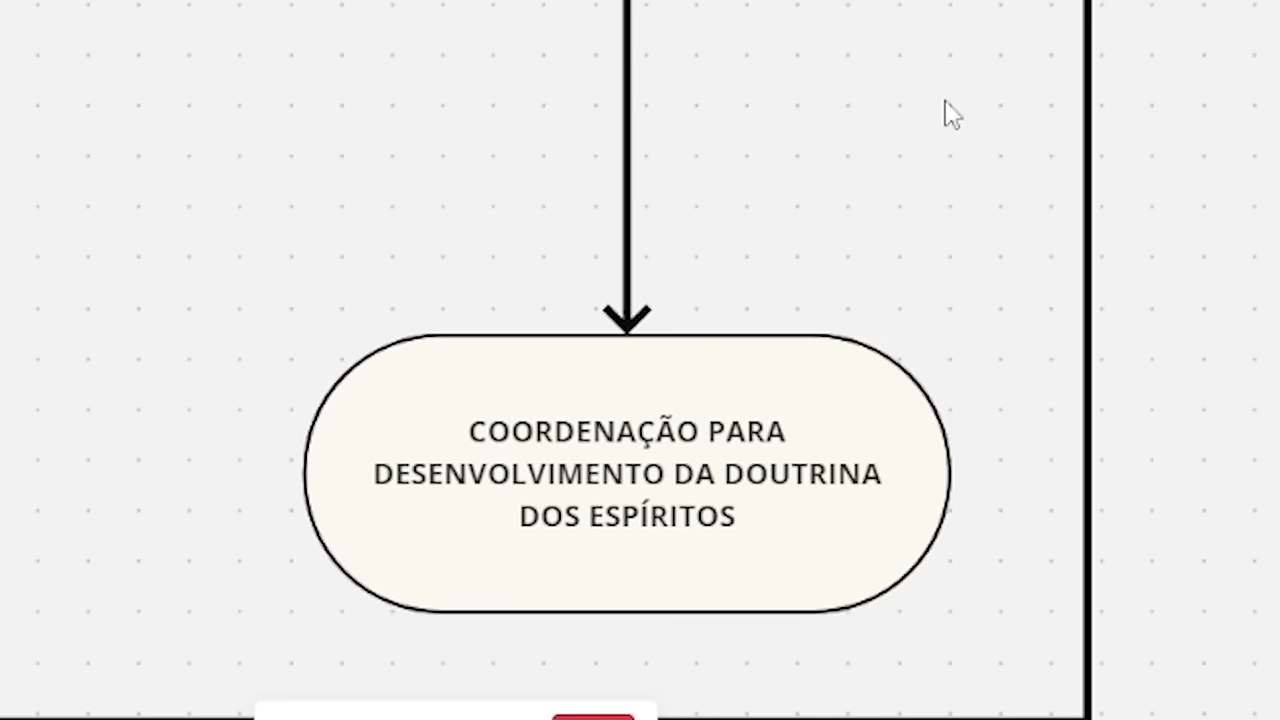 COORDENAÇÃO PARA
DESENVOLVIMENTO DA DOUTRINA
DOS ESPÍRITOS